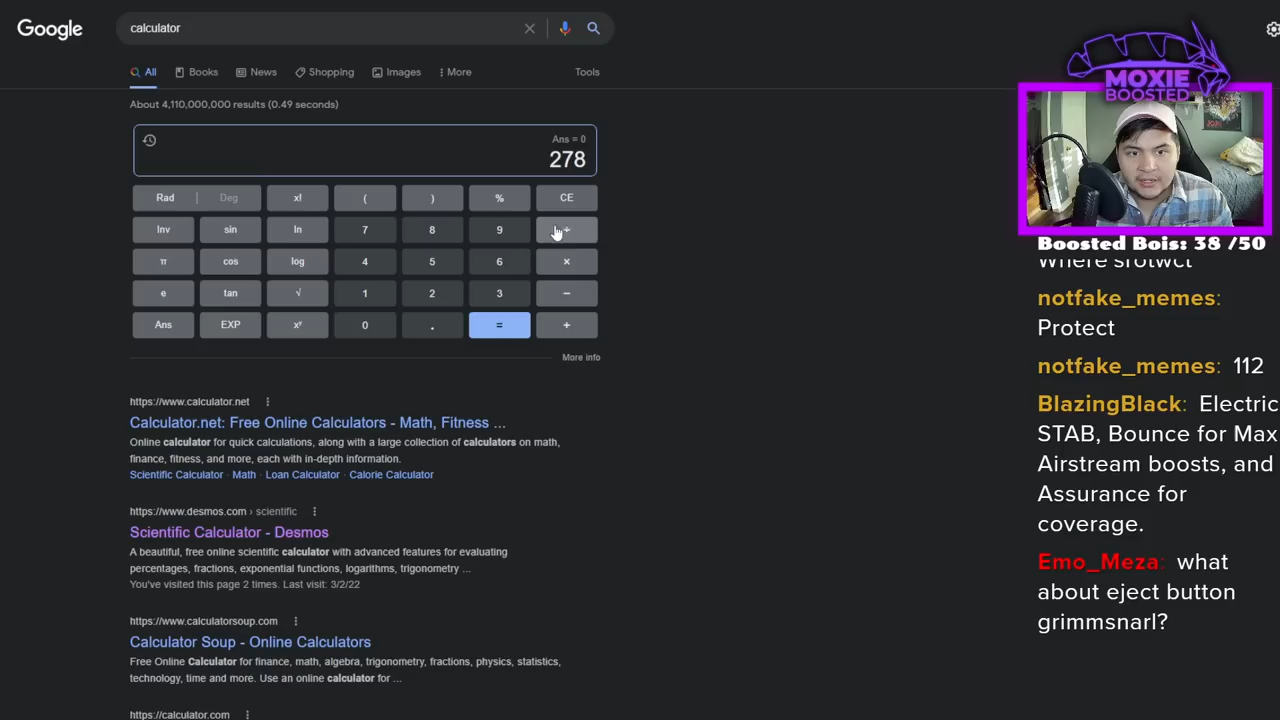 Google
calculator
All
Books
News
Shopping
Images
More
Tools
About 4,110,000,000 results (0.49 seconds)
Ans = 0
278
Rad | Deg x! ( ) % CE
Inv sin ln 7 8 9 ÷
π cos log 4 5 6 ×
e tan √ 1 2 3 −
Ans EXP xʸ 0 . = +
More info
https://www.calculator.net
Calculator.net: Free Online Calculators - Math, Fitness ...
Online calculator for quick calculations, along with a large collection of calculators on math,
finance, fitness, and more, each with in-depth information.
Scientific Calculator · Math · Loan Calculator · Calorie Calculator
https://www.desmos.com › scientific
Scientific Calculator - Desmos
A beautiful, free online scientific calculator with advanced features for evaluating
percentages, fractions, exponential functions, logarithms, trigonometry ...
You've visited this page 2 times. Last visit: 3/2/22
https://www.calculatorsoup.com
Calculator Soup - Online Calculators
Free Online Calculator for finance, math, algebra, trigonometry, fractions, physics, statistics,
technology, time and more. Use an online calculator for ...
https://calculator.com
MOXIE
BOOSTED
Boosted Bois: 38 /50
notfake_memes:
Protect
notfake_memes: 112
BlazingBlack: Electric
STAB, Bounce for Max
Airstream boosts, and
Assurance for
coverage.
Emo_Meza: what
about eject button
grimmsnarl?